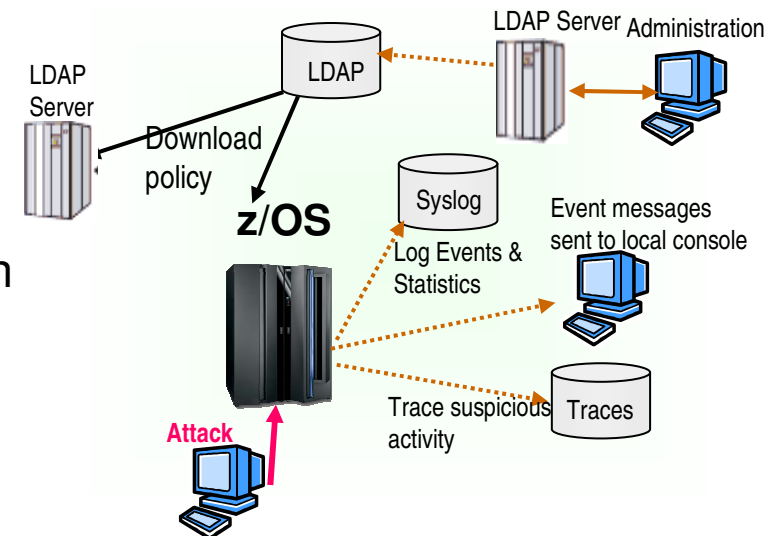 LDAP Server
Administration
LDAP
LDAP
Server
Download
policy
z/OS
Syslog
Event messages
sent to local console
Log Events &
Statistics
n
Trace suspicious
activity
Traces
Attack